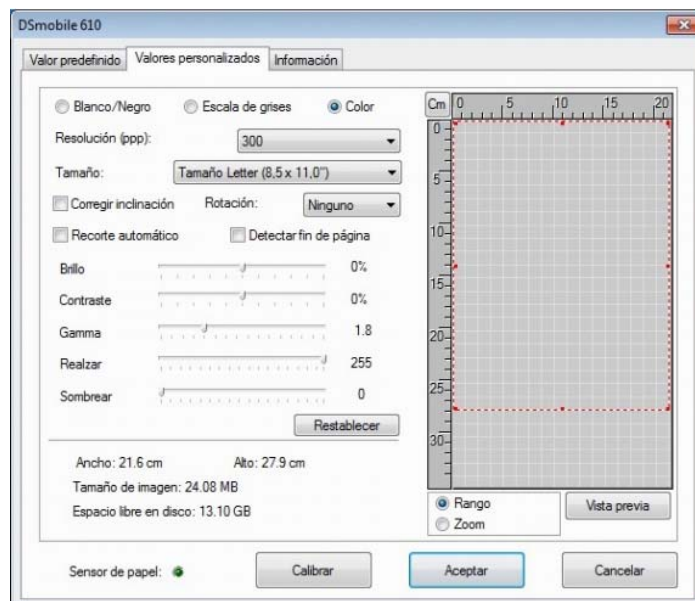 DSmobile 610
Valor predefinido Valores personalizados Información
Blanco/Negro Escala de grises Color
Resolución (ppp): 300
Tamaño: Tamaño Letter (8,5 x 11,0")
Corregir inclinación Rotación: Ninguno
Recorte automático Detectar fin de página
Brillo 0%
Contraste 0%
Gamma 1.8
Realzar 255
Sombrear 0
Restablecer
Ancho: 21.6 cm Alto: 27.9 cm
Tamaño de imagen: 24.08 MB
Espacio libre en disco: 13.10 GB
Cm 0 5 10 15 20
0
5
10
15
20
25
30
Rango Vista previa
Zoom
Sensor de papel: Calibrar Aceptar Cancelar